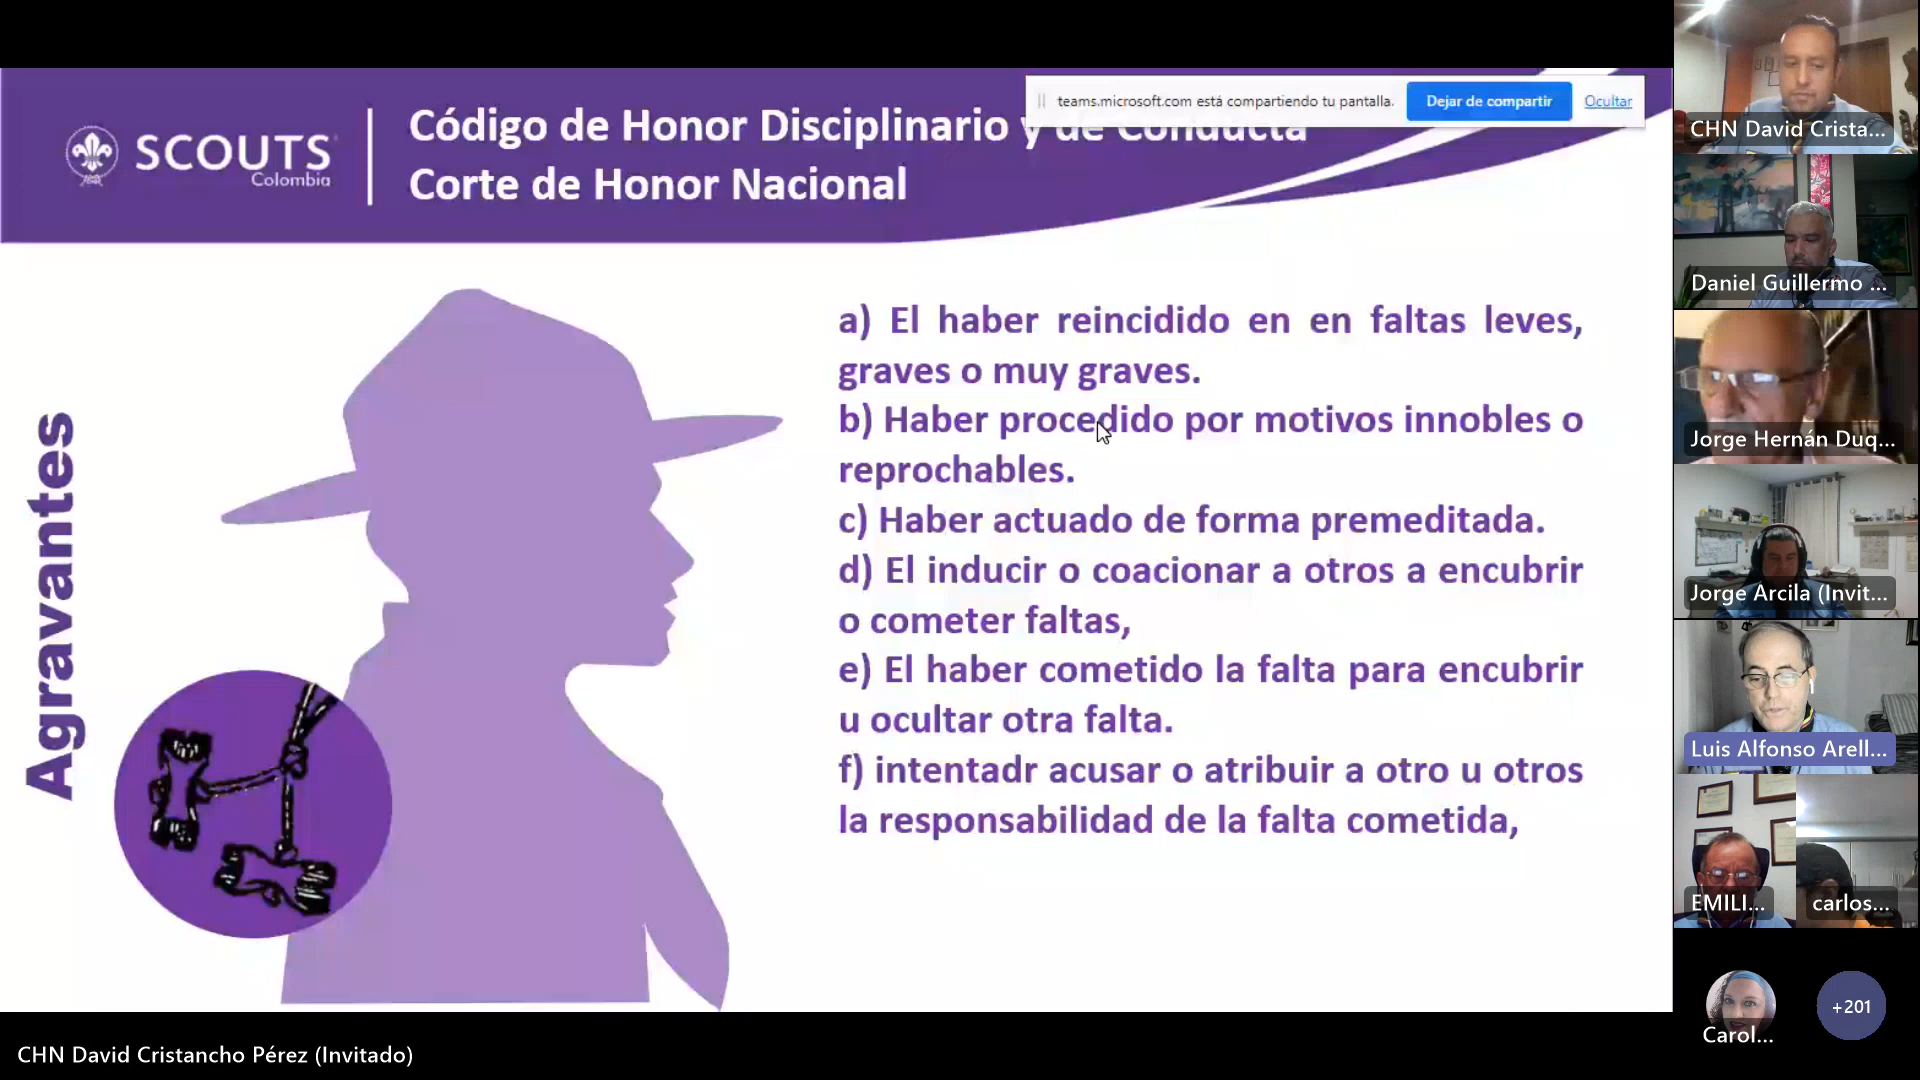 teams.microsoft.com está compartiendo tu pantalla.
Dejar de compartir
Ocultar
SCOUTS
Colombia
Código de Honor Disciplinario y de Conducta
Corte de Honor Nacional
Agravantes
a) El haber reincidido en en faltas leves,
graves o muy graves.
b) Haber procedido por motivos innobles o
reprochables.
c) Haber actuado de forma premeditada.
d) El inducir o coacionar a otros a encubrir
o cometer faltas,
e) El haber cometido la falta para encubrir
u ocultar otra falta.
f) intentadr acusar o atribuir a otro u otros
la responsabilidad de la falta cometida,
CHN David Crista...
Daniel Guillermo ...
Jorge Hernán Duq...
Jorge Arcila (Invit...
Luis Alfonso Arell...
EMILI...
carlos...
Carol...
+201
CHN David Cristancho Pérez (Invitado)